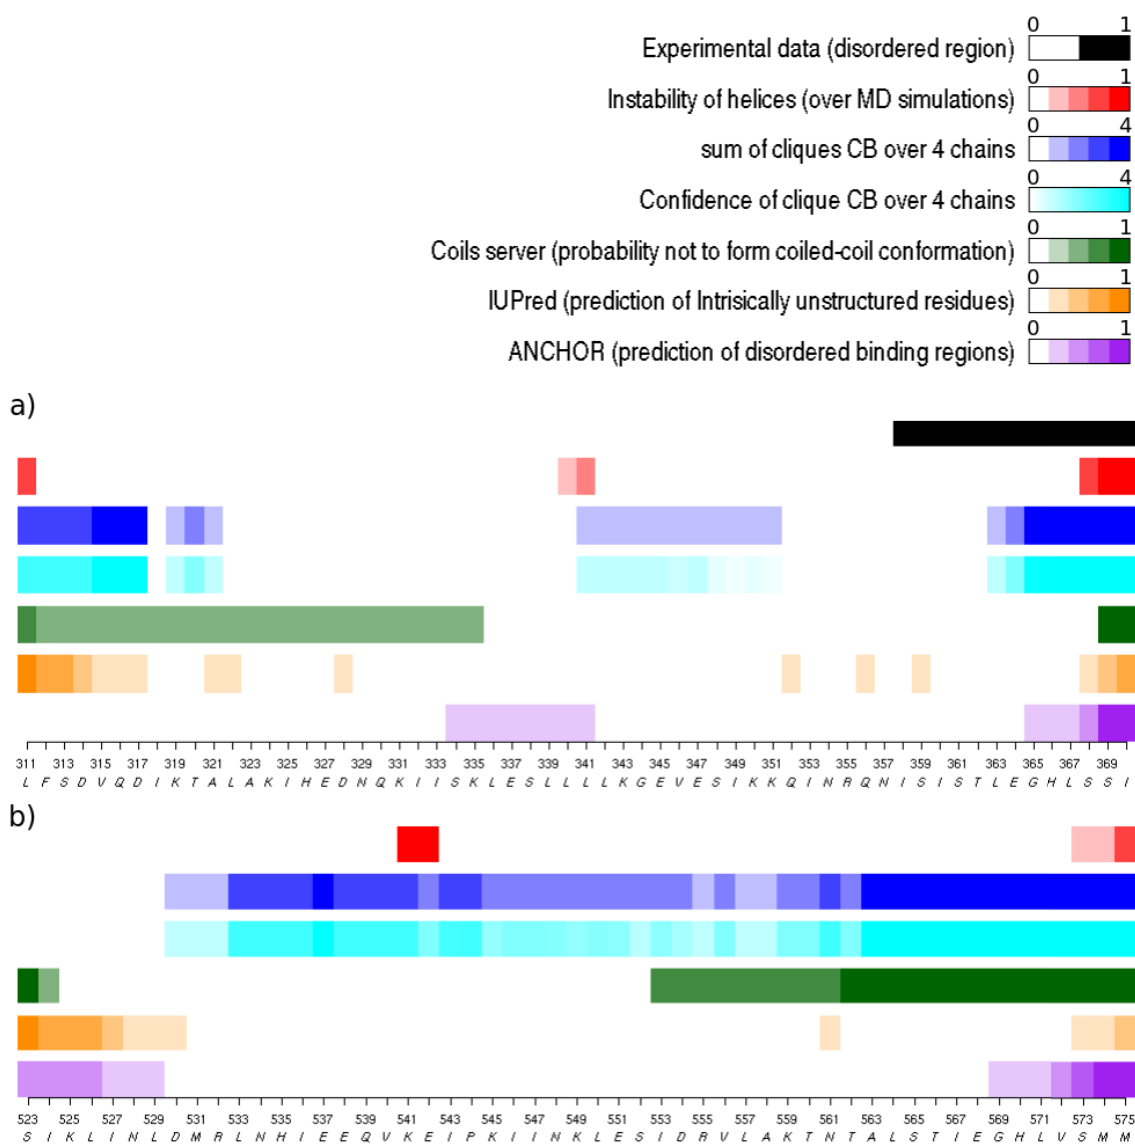 0 1
Experimental data (disordered region)
0 1
Instability of helices (over MD simulations)
0 4
sum of cliques CB over 4 chains
0 4
Confidence of clique CB over 4 chains
0 1
Coils server (probability not to form coiled-coil conformation)
0 1
IUPred (prediction of Intrisically unstructured residues)
0 1
ANCHOR (prediction of disordered binding regions)
a)
311 313 315 317 319 321 323 325 327 329 331 333 335 337 339 341 343 345 347 349 351 353 355 357 359 361 363 365 367 369
L F S D V Q D I K T A L A K I H E D N Q K I I S K L E S L L L L K G E V E S I K K Q I N R Q N I S I S T L E G H L S S I
b)
523 525 527 529 531 533 535 537 539 541 543 545 547 549 551 553 555 557 559 561 563 565 567 569 571 573 575
S I K L I N L D M R L N H I E E Q V K E I P K I I N K L E S I D R V L A K T N T A L S T I E G H L V S M M